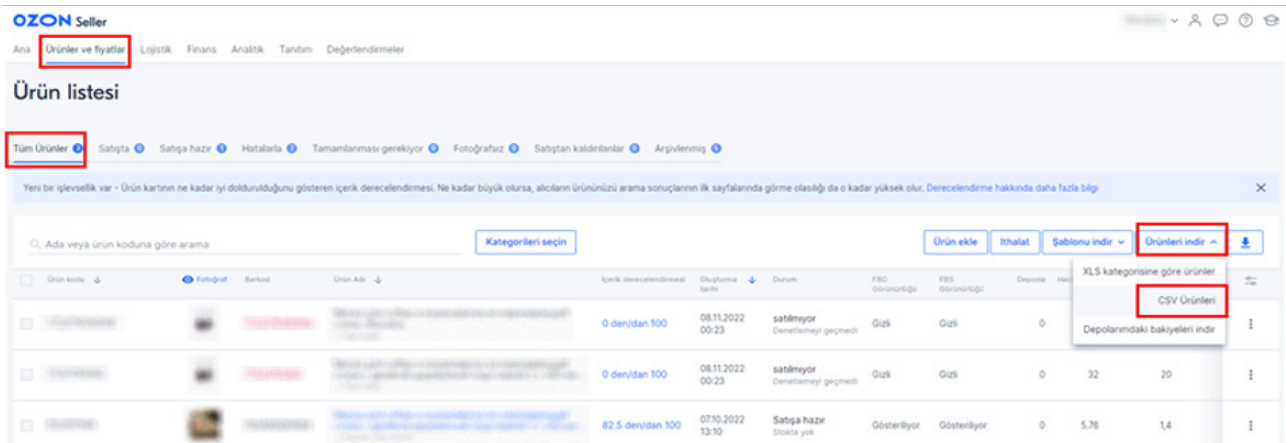 OZON Seller
Ana Ürünler ve fiyatlar Lojistik Finans Analitik Tanıtım Değerlendirmeler
Ürün listesi
Tüm Ürünler Satışta 0 Satışa hazır Hatalarla Tamamlanması gerekiyor 0 Fotoğrafsız 0 Satıştan kaldırılanlar 0 Arşivlenmiş
Yeni bir işlevsellik var - Ürün kartının ne kadar iyi doldurulduğunu gösteren içerik derecelendirmesi. Ne kadar büyük olursa, alıcıların ürününüzü arama sonuçlarının ilk sayfalarında görme olasılığı da o kadar yüksek olur. Derecelendirme hakkında daha fazla bilgi
Ada veya ürün koduna göre arama Kategorileri seçin Ürün ekle Ithalat Şablonu indir Ürünleri indir
XLS kategorisine göre ürünler
CSV Ürünleri
Depolarımdaki bakiyeleri indir
Ürün kodu Fotoğraf Barkod Ürün Adı İçerik derecelendirmesi Oluşturma Durum FBO FBS Depoda
tarihi Görünürlüğü Görünürlüğü
0 den/dan 100 08.11.2022 satılmıyor Gizli Gizli 0
00:23 Denetlemeyi geçmedi
0 den/dan 100 08.11.2022 satılmıyor Gizli Gizli 0 32 20
00:23 Denetlemeyi geçmedi
82.5 den/dan 100 07.10.2022 Satışa hazır Gösteriliyor Gösteriliyor 0 5,76 1,4
13:10 Stokta yok